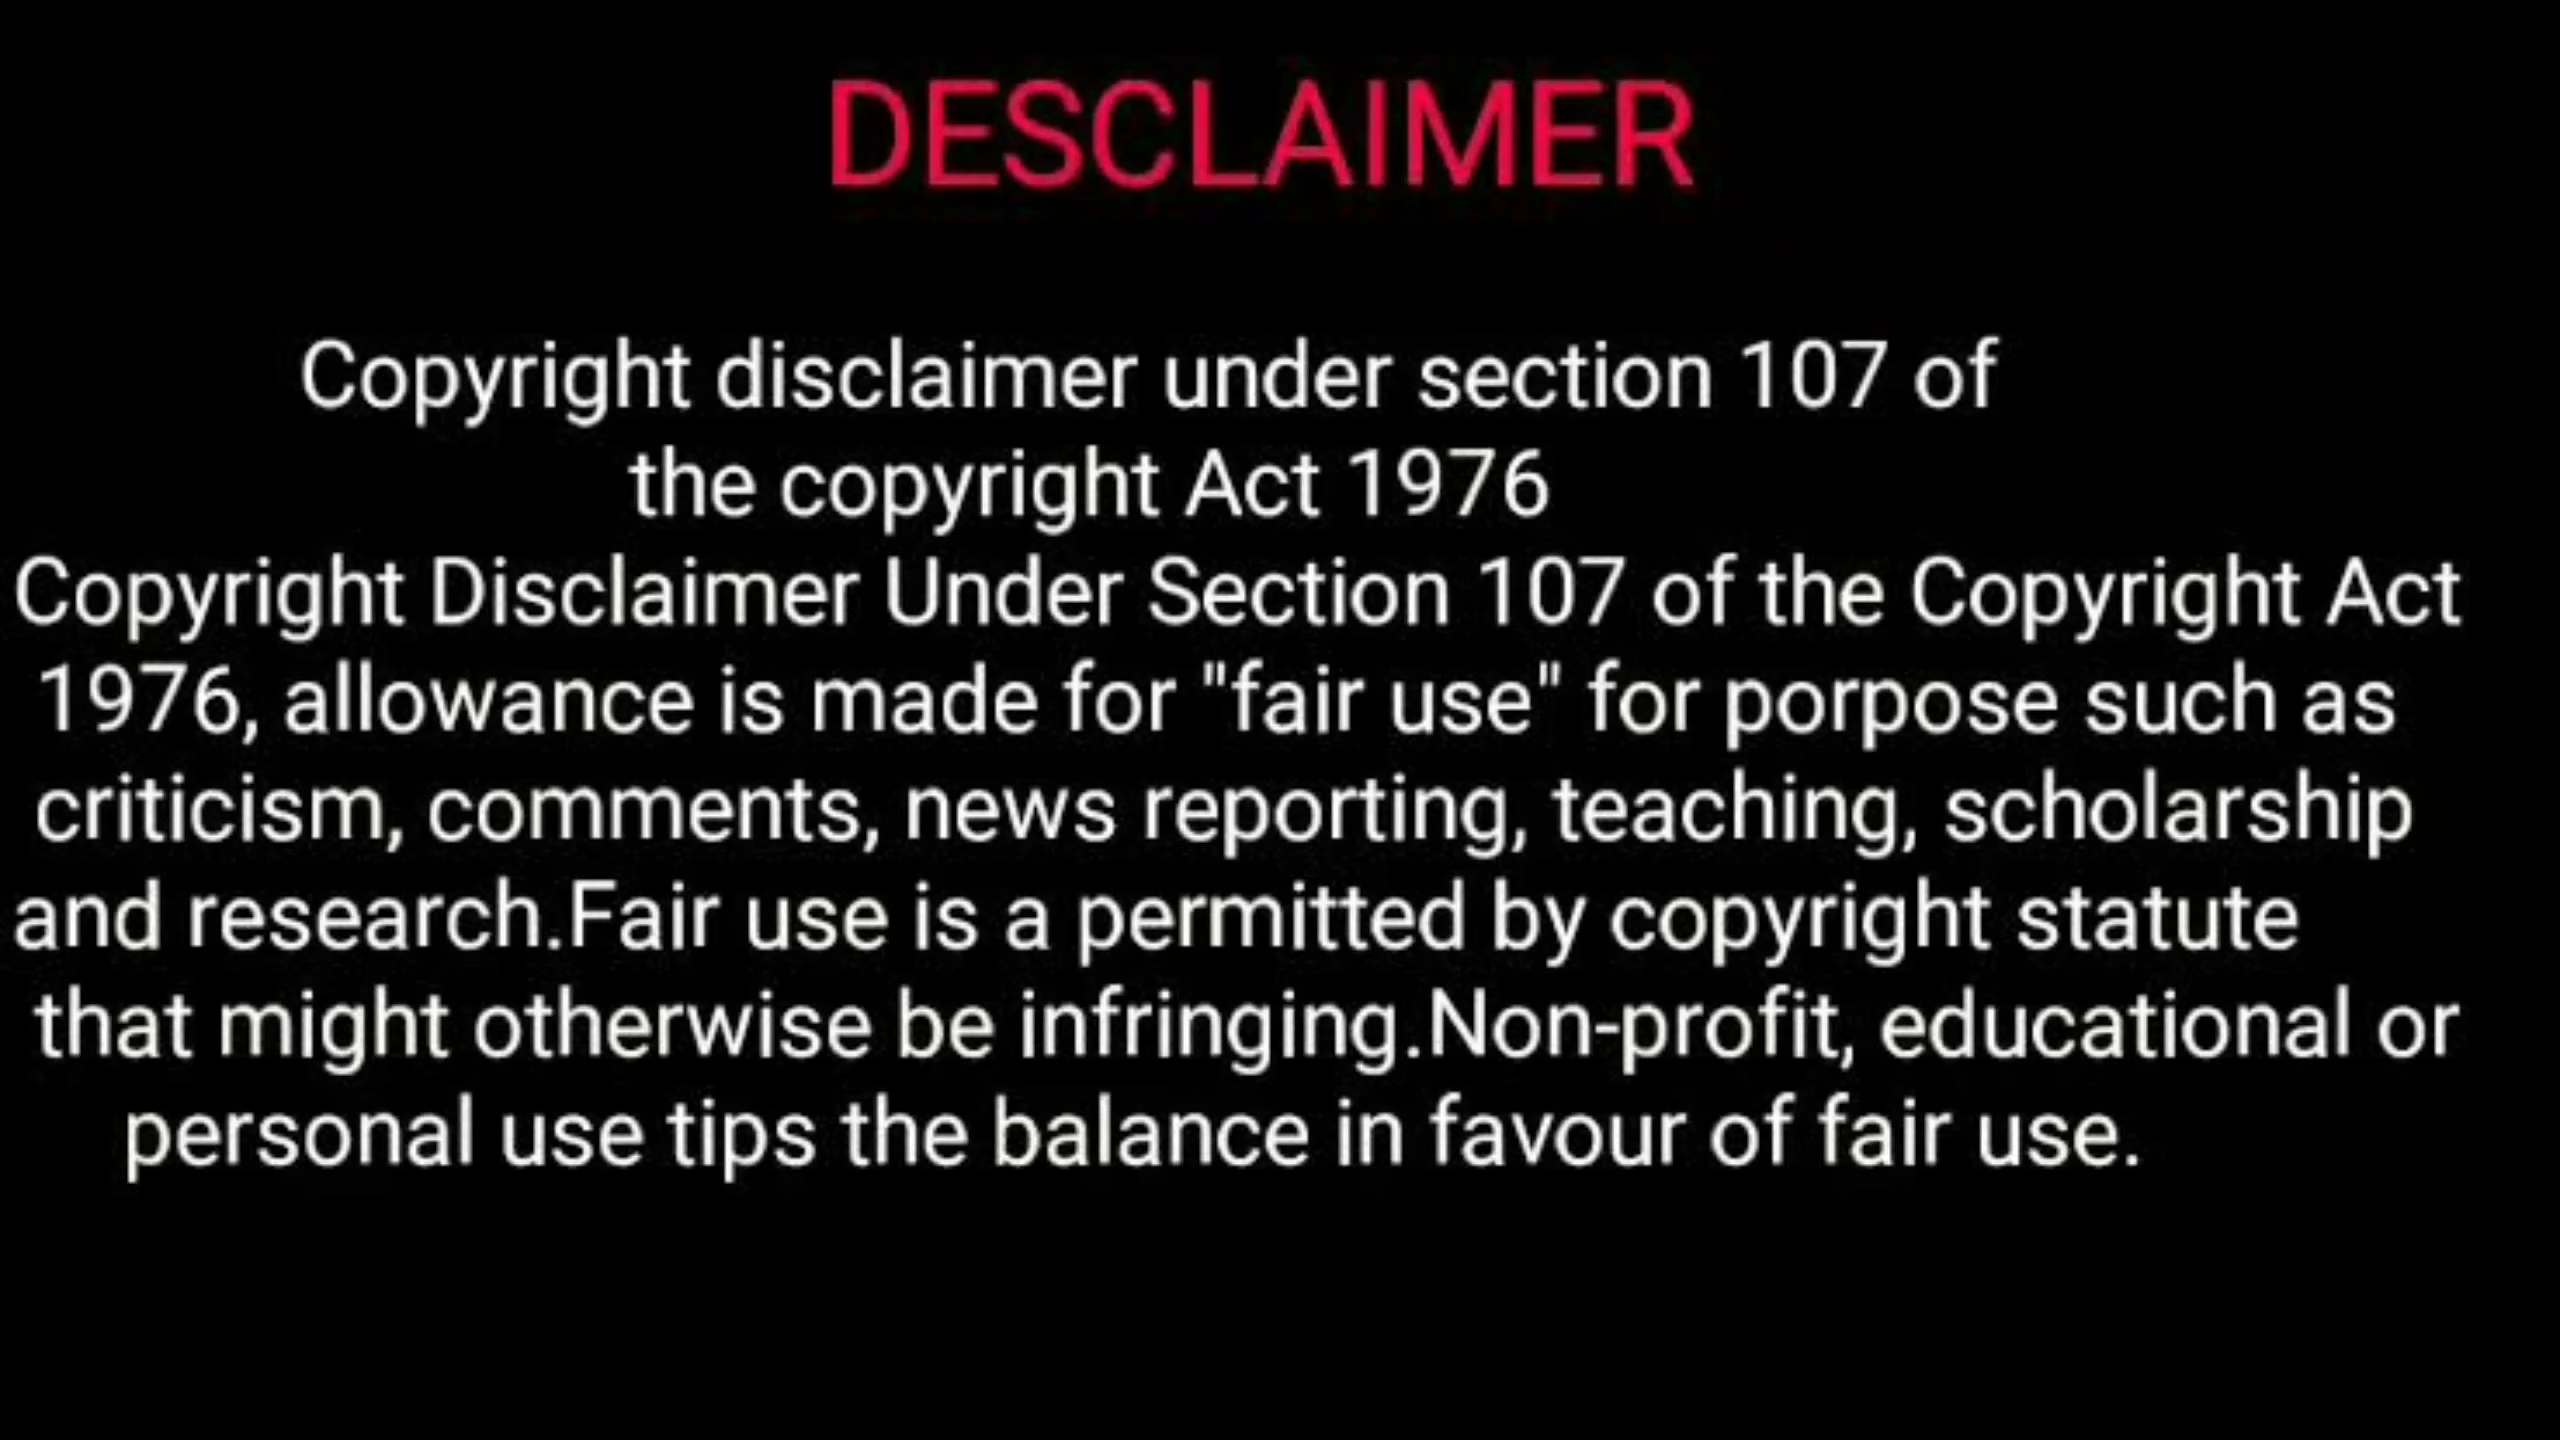 DESCLAIMER
Copyright disclaimer under section 107 of
the copyright Act 1976
Copyright Disclaimer Under Section 107 of the Copyright Act
1976, allowance is made for "fair use" for porpose such as
criticism, comments, news reporting, teaching, scholarship
and research.Fair use is a permitted by copyright statute
that might otherwise be infringing.Non-profit, educational or
personal use tips the balance in favour of fair use.